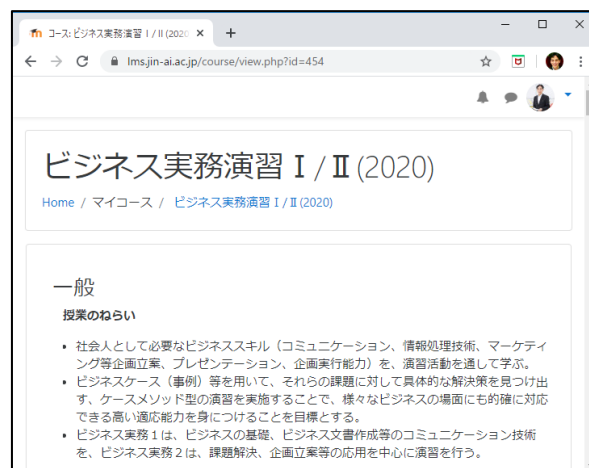 コース: ビジネス実務演習 I / II (2020
lms.jin-ai.ac.jp/course/view.php?id=454
ビジネス実務演習 Ⅰ / Ⅱ (2020)
Home / マイコース / ビジネス実務演習 Ⅰ / Ⅱ (2020)
一般
授業のねらい
• 社会人として必要なビジネススキル（コミュニケーション、情報処理技術、マーケティ
ング等企画立案、プレゼンテーション、企画実行能力）を、演習活動を通して学ぶ。
• ビジネスケース（事例）等を用いて、それらの課題に対して具体的な解決策を見つけ出
す、ケースメソッド型の演習を実施することで、様々なビジネスの場面にも的確に対応
できる高い適応能力を身につけることを目標とする。
• ビジネス実務１は、ビジネスの基礎、ビジネス文書作成等のコミュニケーション技術
を、ビジネス実務２は、課題解決、企画立案等の応用を中心に演習を行う。